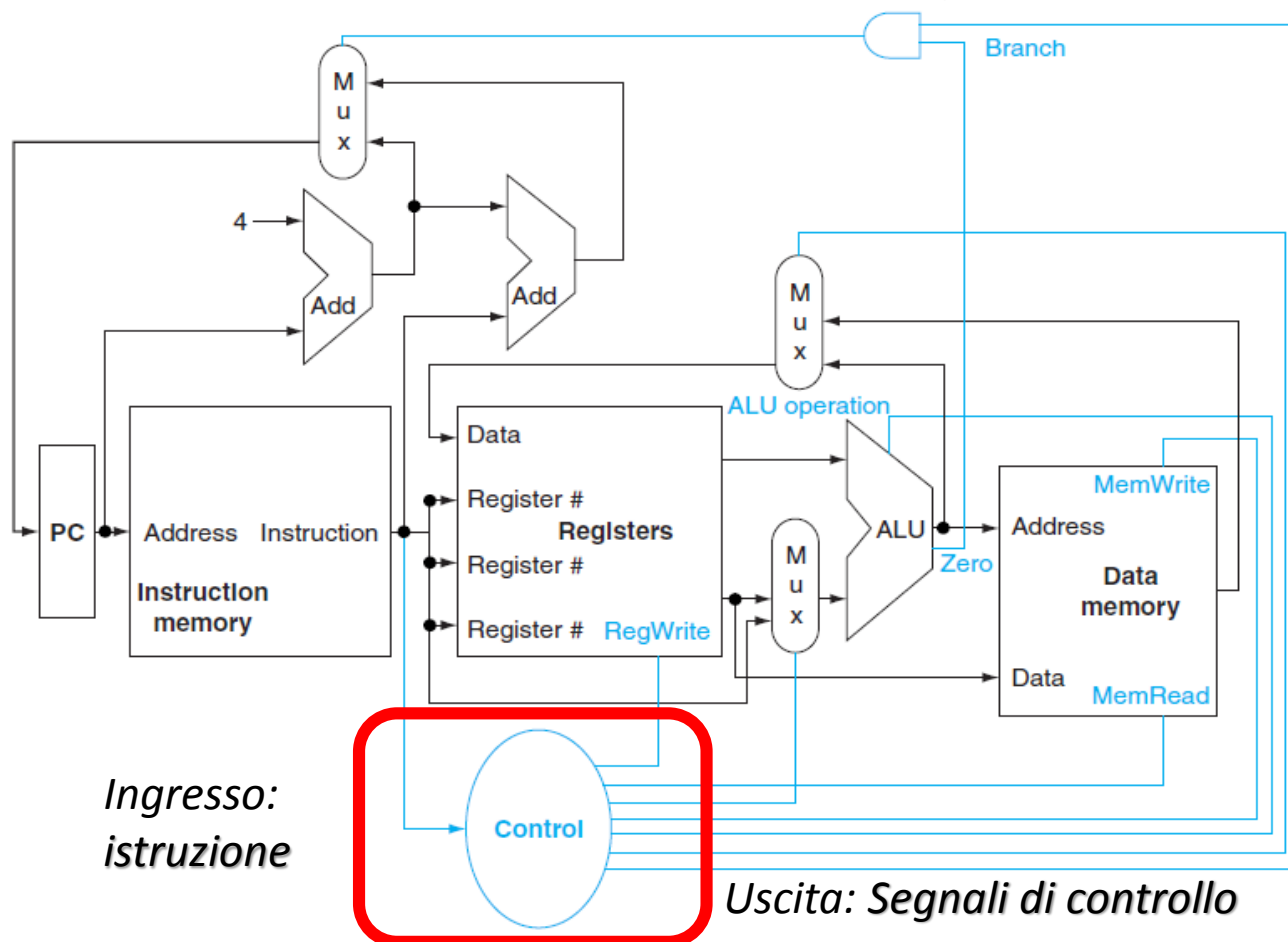 Branch
M
u
x
4
Add
Add
M
u
x
ALU operation
Data
Register #
Registers
Register #
Register #
RegWrite
PC
Address
Instruction
Instruction
memory
M
u
x
ALU
Zero
MemWrite
Address
Data
memory
Data
MemRead
Control
Ingresso:
istruzione
Uscita: Segnali di controllo